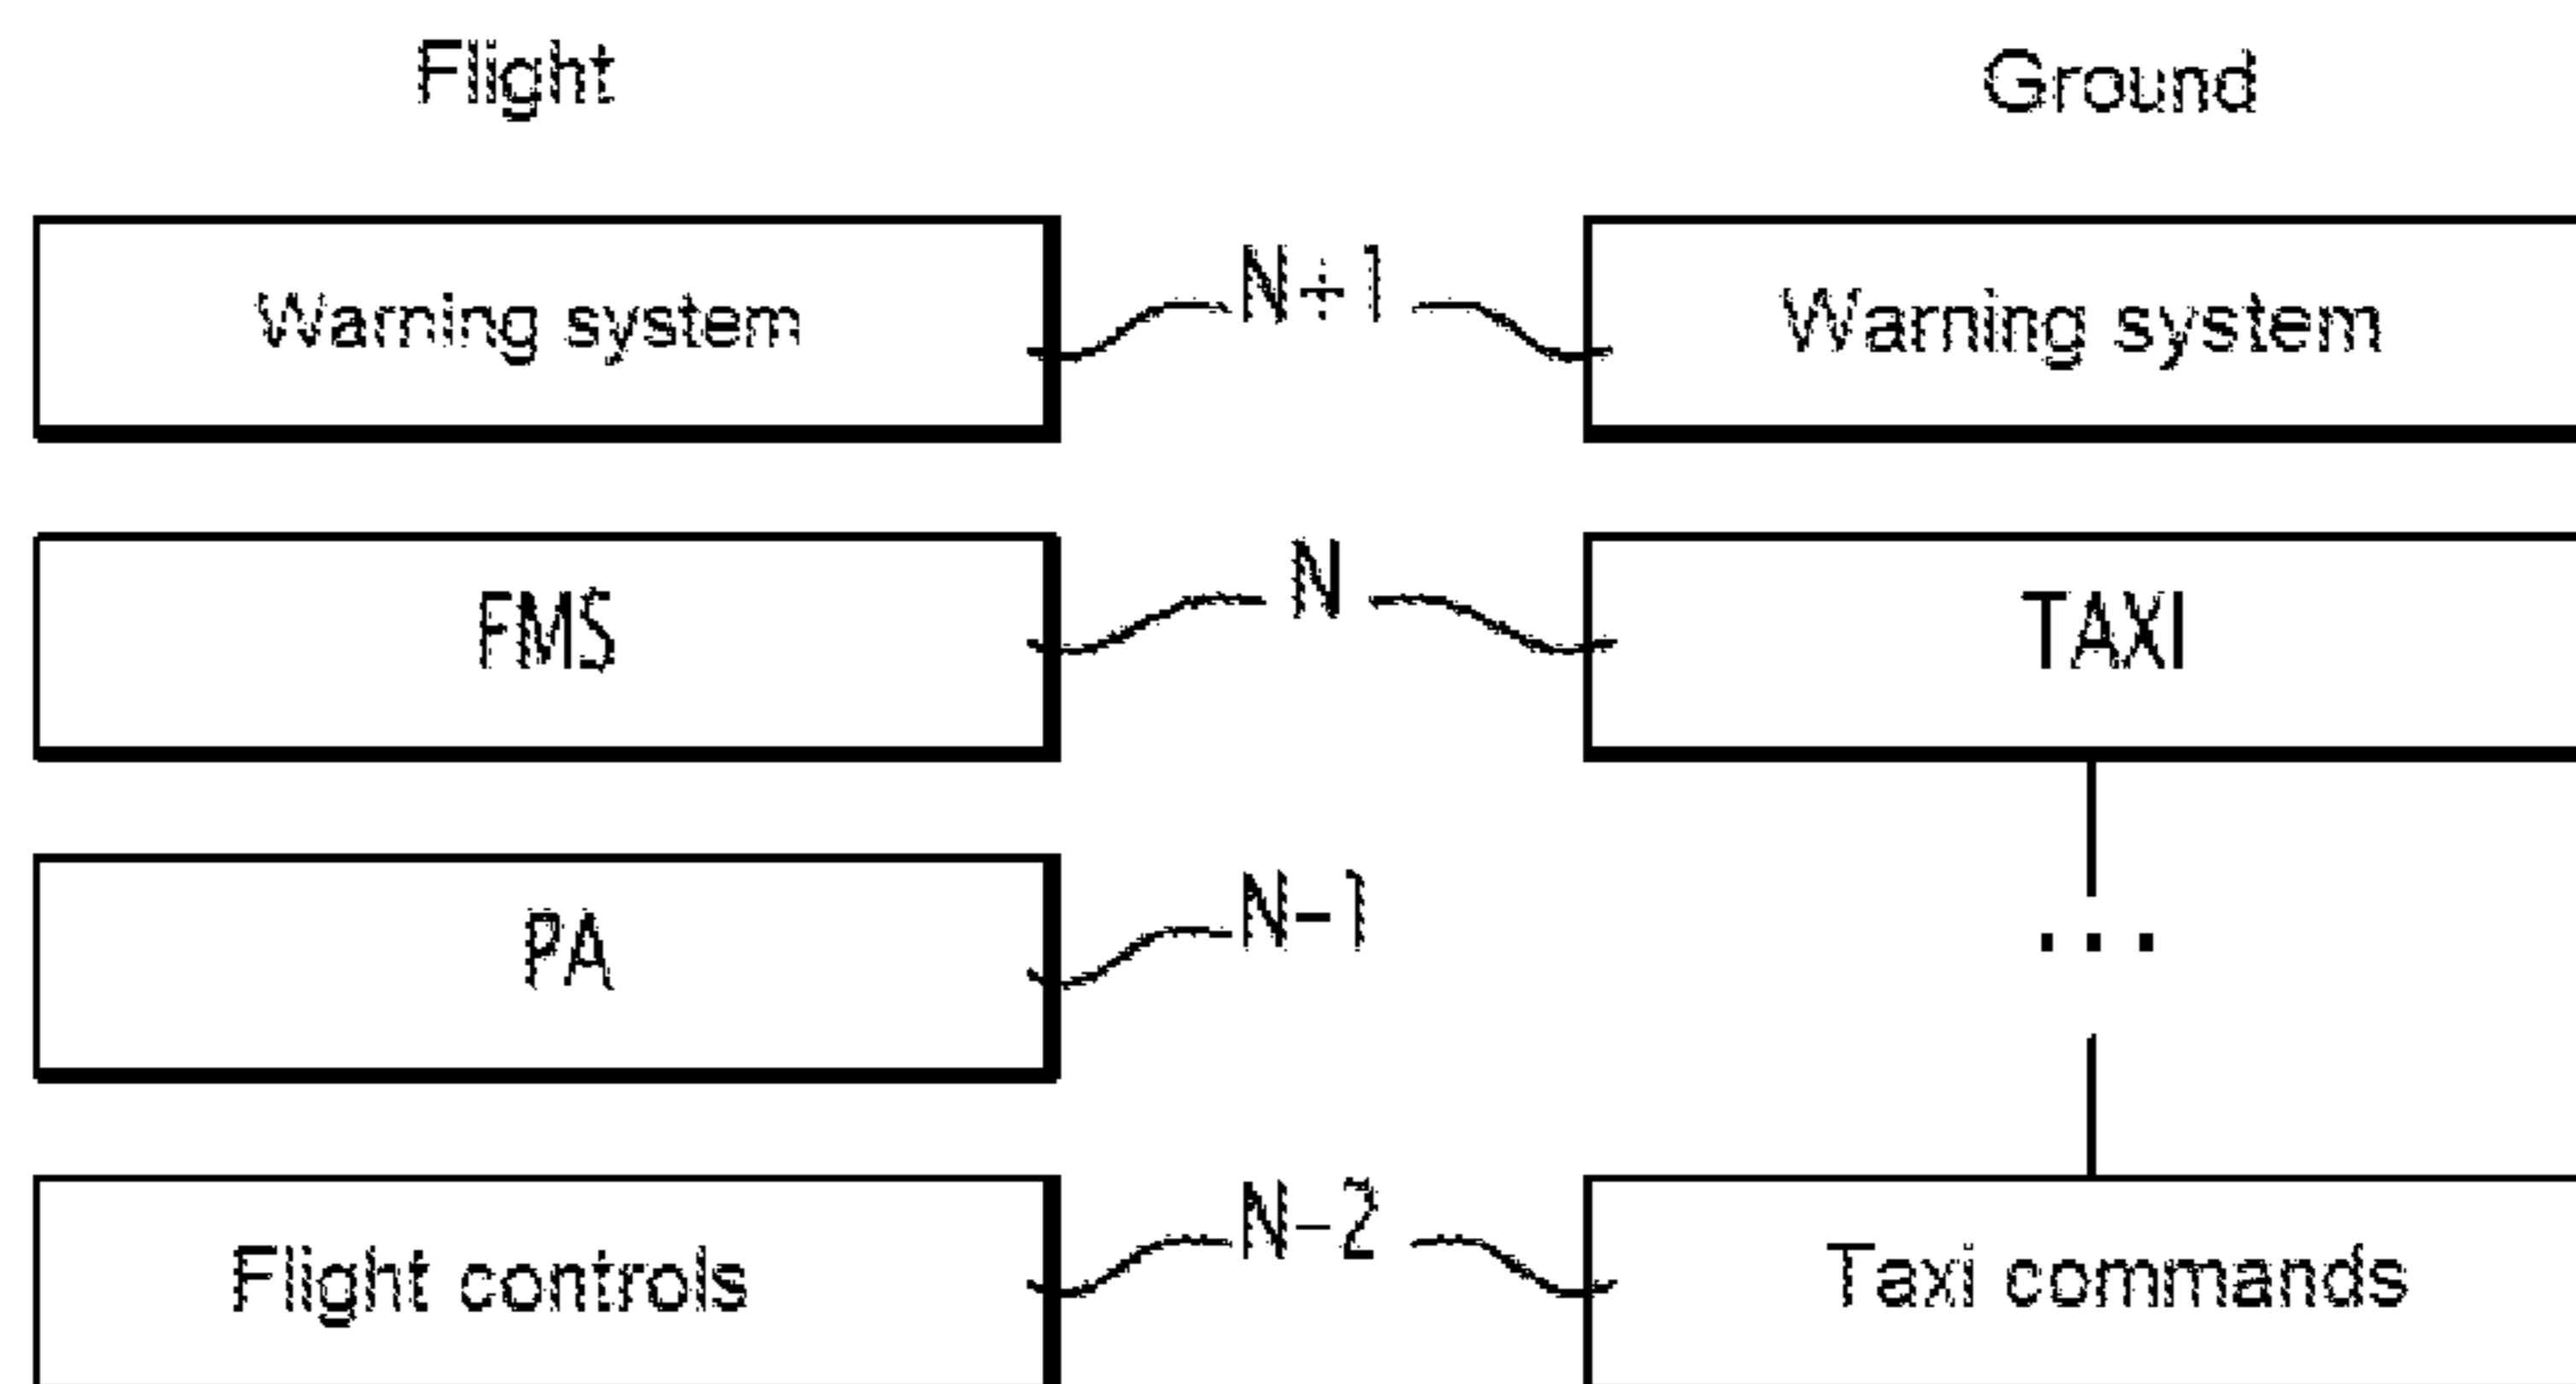 Flight Ground
Warning system N+1 Warning system
FMS N TAXI
PA N-1 ...
Flight controls N-2 Taxi commands